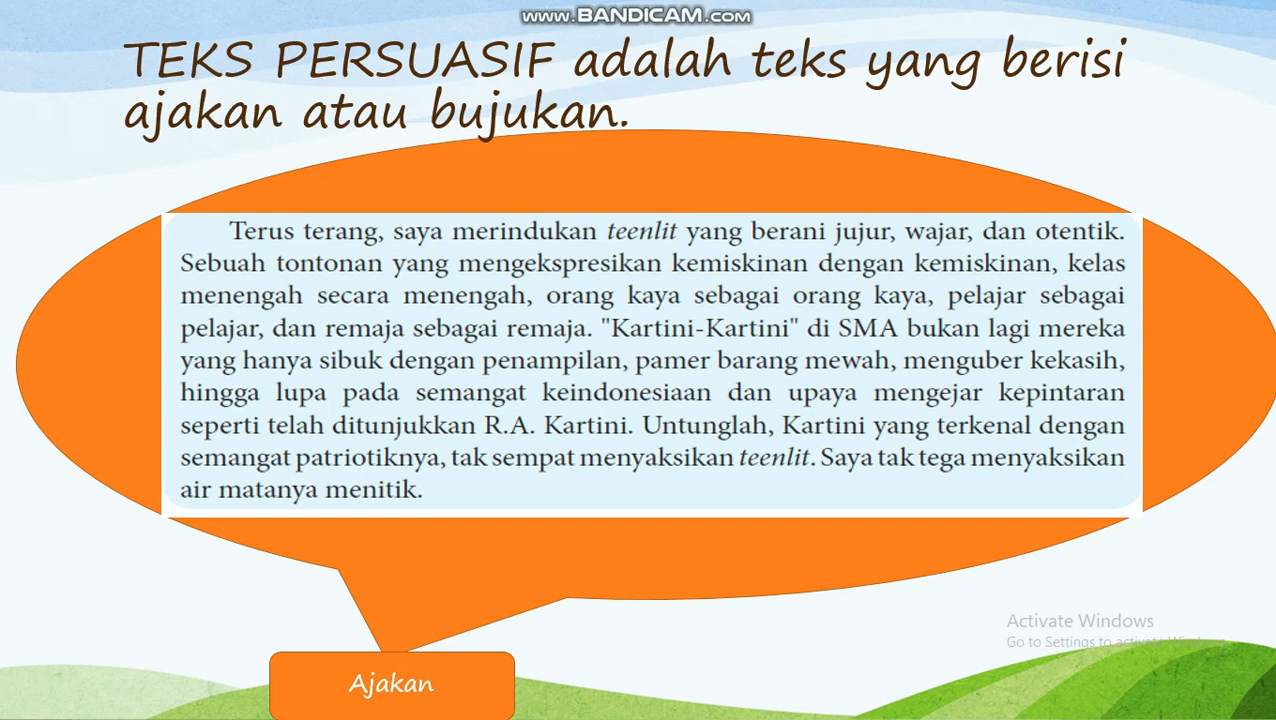 www.BANDICAM.com
TEKS PERSUASIF adalah teks yang berisi
ajakan atau bujukan.
Terus terang, saya merindukan teenlit yang berani jujur, wajar, dan otentik.
Sebuah tontonan yang mengekspresikan kemiskinan dengan kemiskinan, kelas
menengah secara menengah, orang kaya sebagai orang kaya, pelajar sebagai
pelajar, dan remaja sebagai remaja. "Kartini-Kartini" di SMA bukan lagi mereka
yang hanya sibuk dengan penampilan, pamer barang mewah, menguber kekasih,
hingga lupa pada semangat keindonesiaan dan upaya mengejar kepintaran
seperti telah ditunjukkan R.A. Kartini. Untunglah, Kartini yang terkenal dengan
semangat patriotiknya, tak sempat menyaksikan teenlit. Saya tak tega menyaksikan
air matanya menitik.
Activate Windows
Go to Settings to activate Windows.
Ajakan